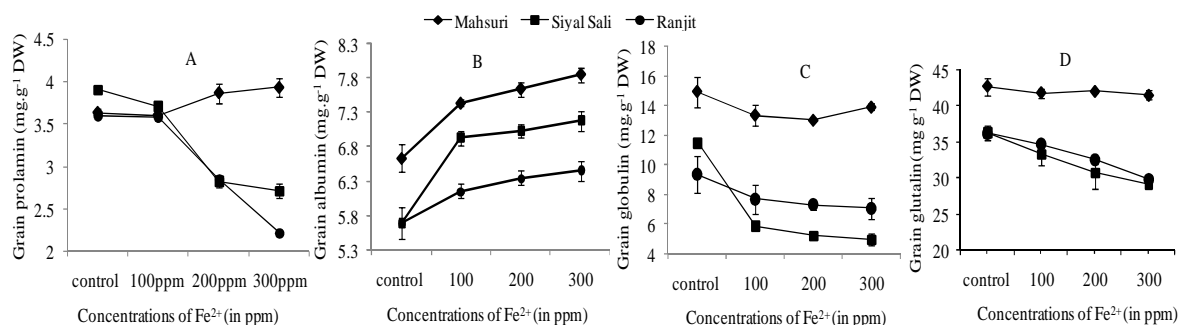 Mahsuri Siyal Sali Ranjit
Grain prolamin (mg.g⁻¹ DW)
4.5
4
3.5
3
2.5
2
A
control 100ppm 200ppm 300ppm
Concentrations of Fe²⁺(in ppm)
Grain albumin (mg.g⁻¹ DW)
8.3
7.8
7.3
6.8
6.3
5.8
5.3
B
control 100 200 300
Concentrations of Fe²⁺ (in ppm)
Grain globulin (mg g⁻¹ DW)
18
16
14
12
10
8
6
4
C
control 100 200 300
Concentrations of Fe²⁺ (in ppm)
Grain glutalin (mg g⁻¹ DW)
45
40
35
30
25
20
D
control 100 200 300
Concentrations of Fe²⁺ (in ppm)